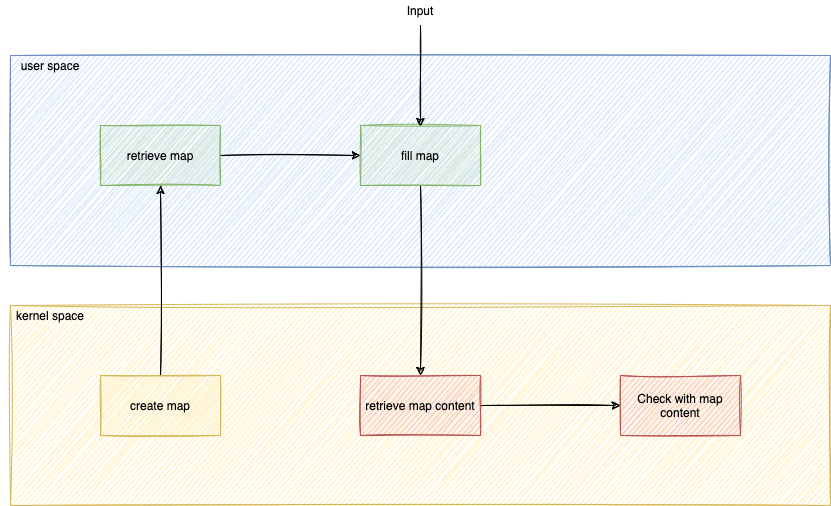 Input
user space
retrieve map
fill map
kernel space
create map
retrieve map content
Check with map
content